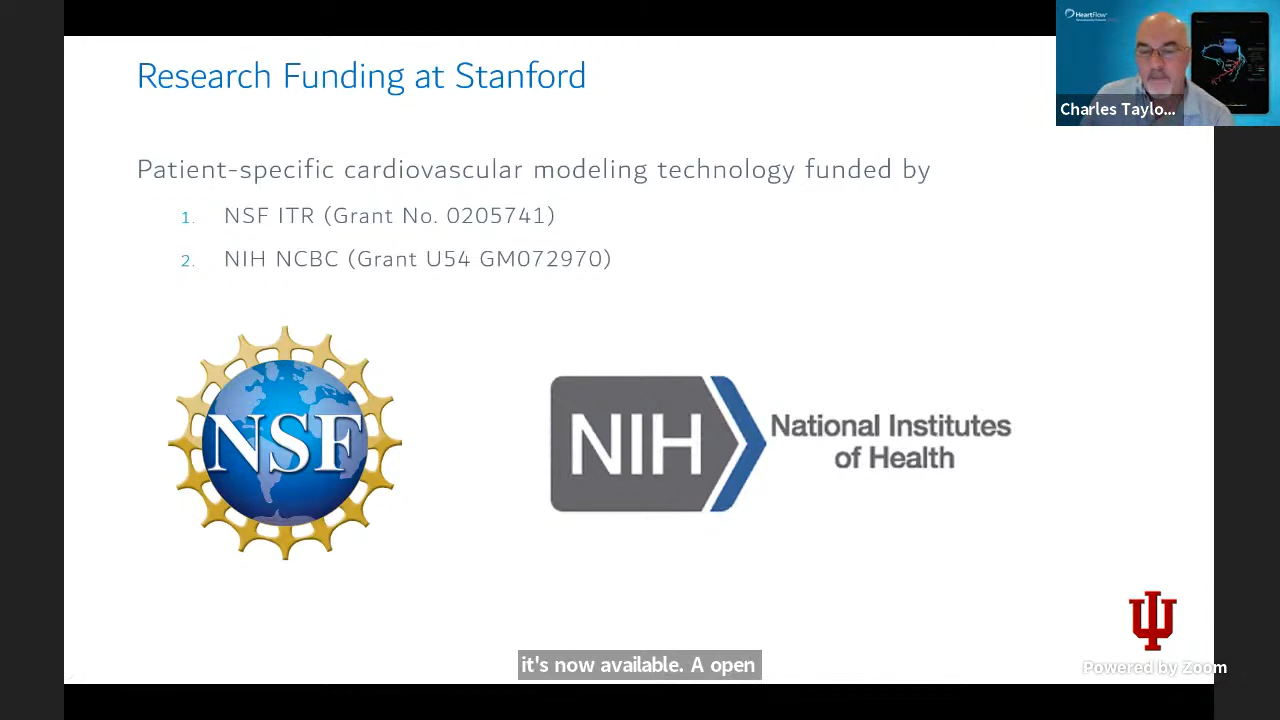 Research Funding at Stanford
HeartFlow
Charles Taylo...
Patient-specific cardiovascular modeling technology funded by
1. NSF ITR (Grant No. 0205741)
2. NIH NCBC (Grant U54 GM072970)
NSF
NIH
National Institutes
of Health
it's now available. A open
Powered by Zoom